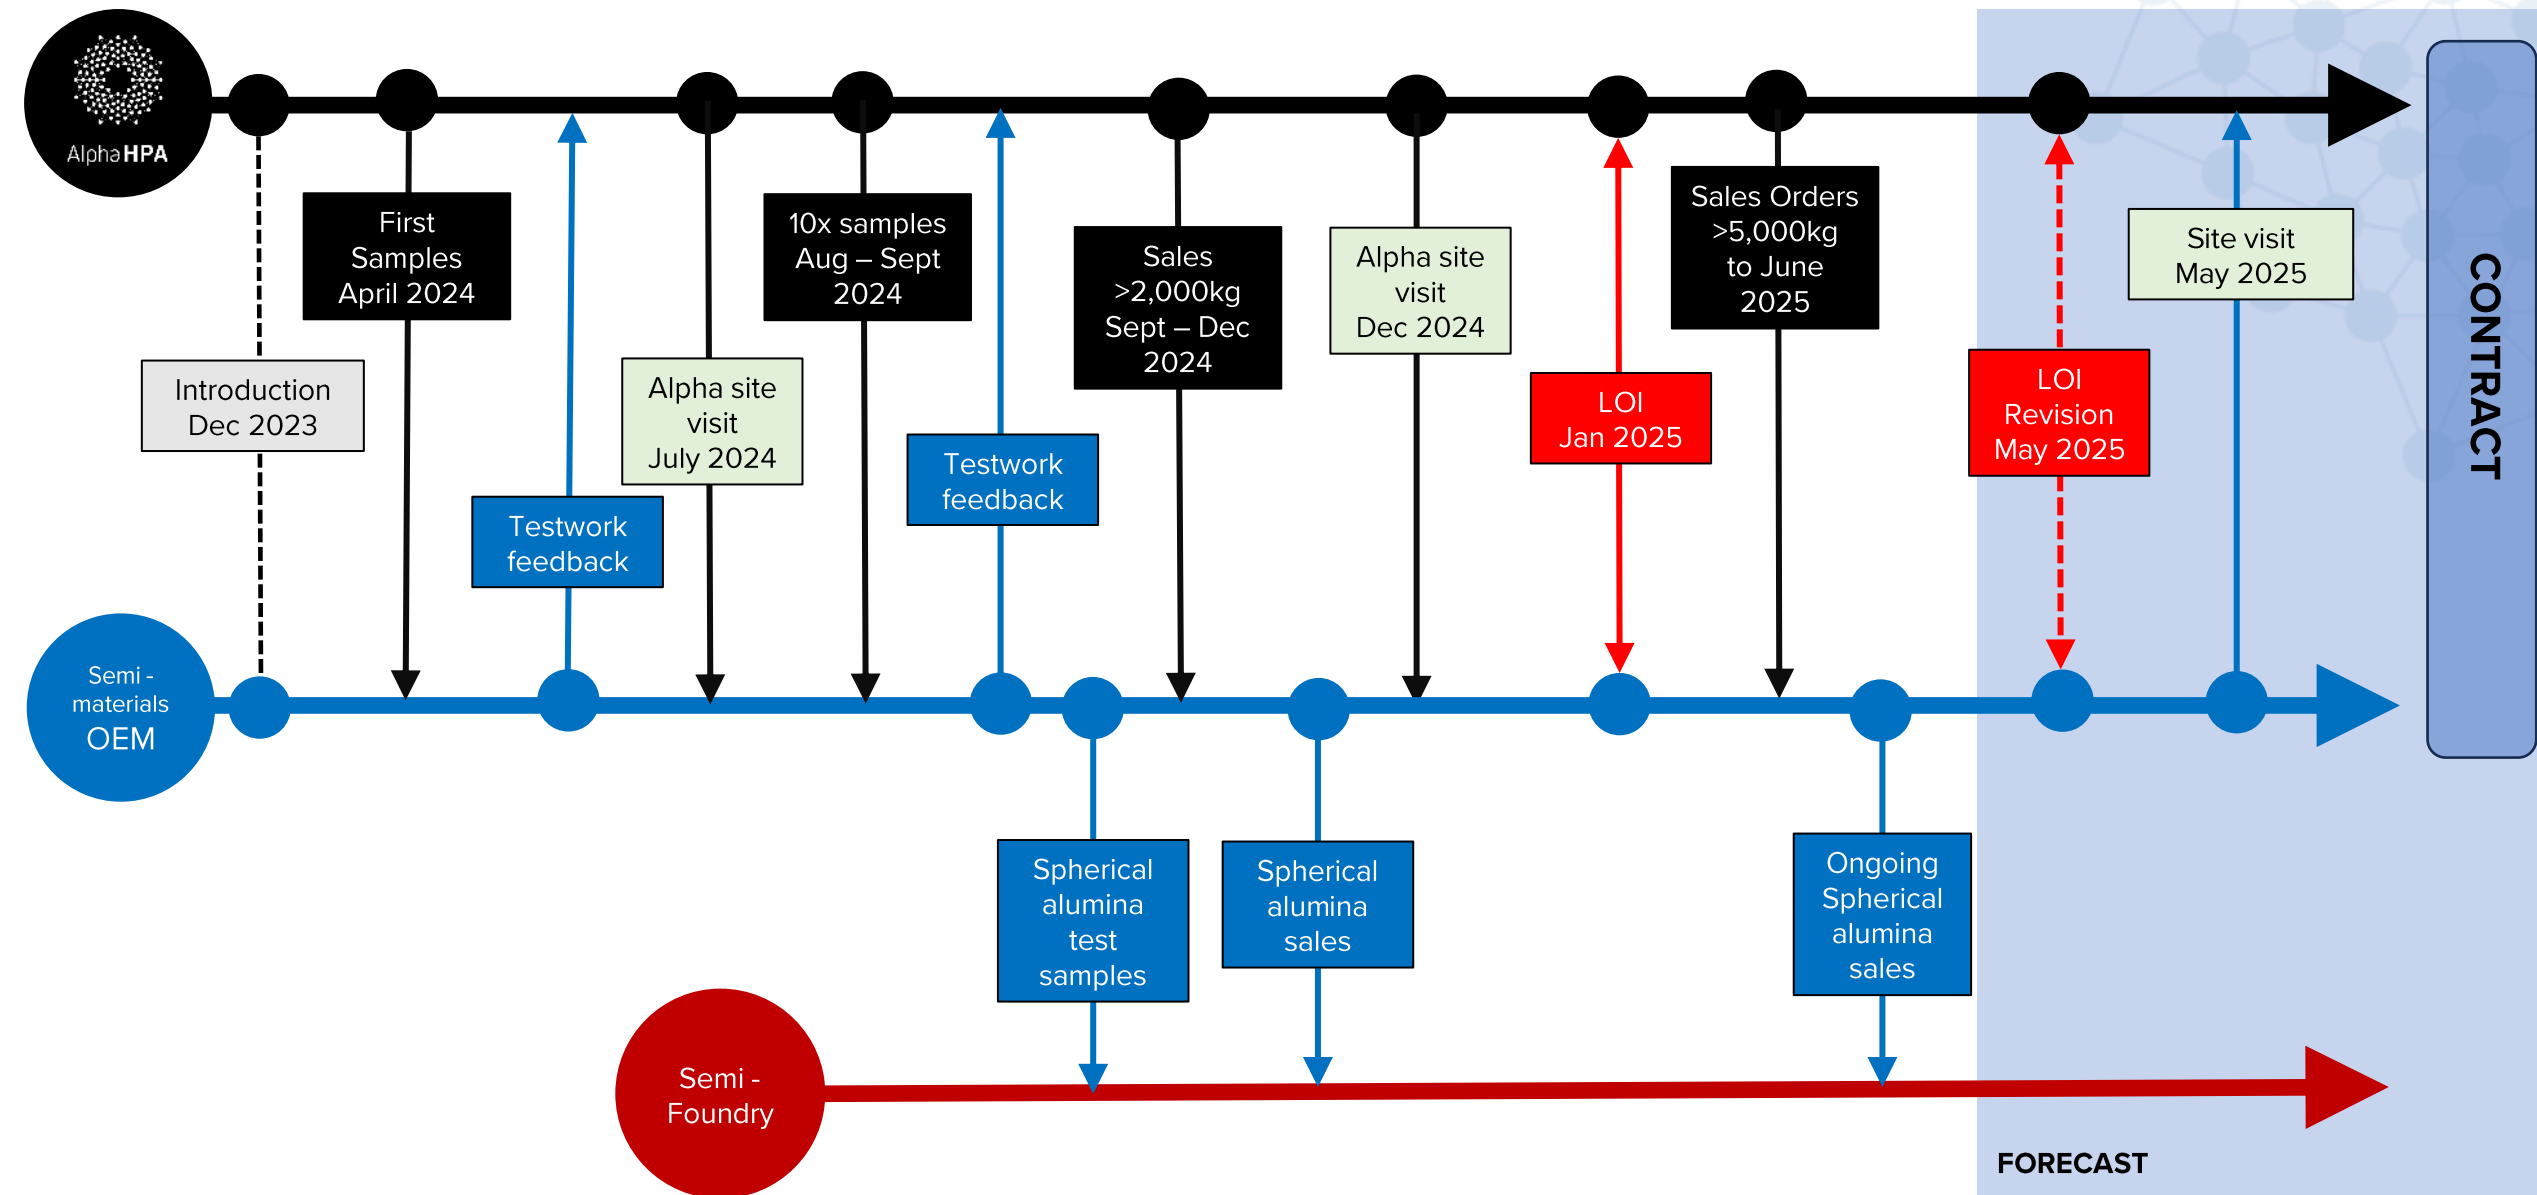 AlphaHPA
Introduction
Dec 2023
First
Samples
April 2024
Testwork
feedback
Alpha site
visit
July 2024
10x samples
Aug – Sept
2024
Testwork
feedback
Sales
>2,000kg
Sept – Dec
2024
Alpha site
visit
Dec 2024
LOI
Jan 2025
Sales Orders
>5,000kg
to June
2025
LOI
Revision
May 2025
Site visit
May 2025
CONTRACT
Semi -
materials
OEM
Spherical
alumina
test
samples
Spherical
alumina
sales
Ongoing
Spherical
alumina
sales
Semi -
Foundry
FORECAST